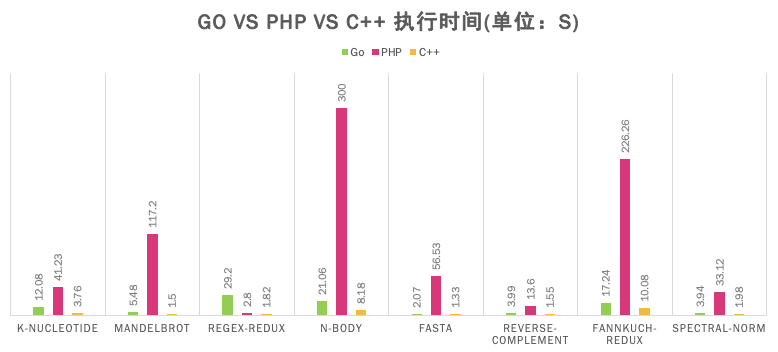 GO VS PHP VS C++ 执行时间(单位：S)
Go PHP C++
12.08 41.23 3.76
5.48 117.2 1.5
29.2 2.8 1.82
21.06 300 8.18
2.07 56.53 1.33
3.99 13.6 1.55
17.24 226.26 10.08
3.94 33.12 1.98
K-NUCLEOTIDE
MANDELBROT
REGEX-REDUX
N-BODY
FASTA
REVERSE-
COMPLEMENT
FANNKUCH-
REDUX
SPECTRAL-NORM